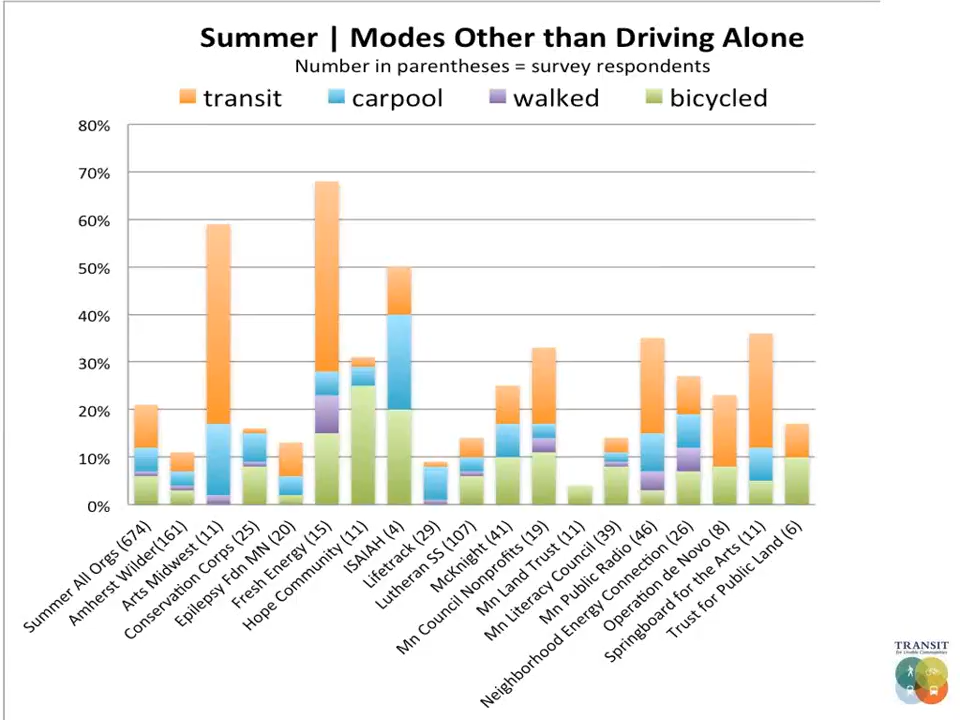 Summer | Modes Other than Driving Alone
Number in parentheses = survey respondents
transit carpool walked bicycled
80%
70%
60%
50%
40%
30%
20%
10%
0%
Summer All Orgs (674)
Amherst Wilder(161)
Arts Midwest (11)
Conservation Corps (25)
Epilepsy Fdn MN (20)
Fresh Energy (15)
Hope Community (11)
ISAIAH (4)
Lifetrack (29)
Lutheran SS (107)
McKnight (41)
Mn Council Nonprofits (19)
Mn Land Trust (11)
Mn Literacy Council (39)
Mn Public Radio (46)
Neighborhood Energy Connection (26)
Operation de Novo (8)
Springboard for the Arts (11)
Trust for Public Land (6)
TRANSIT
for Livable Communities